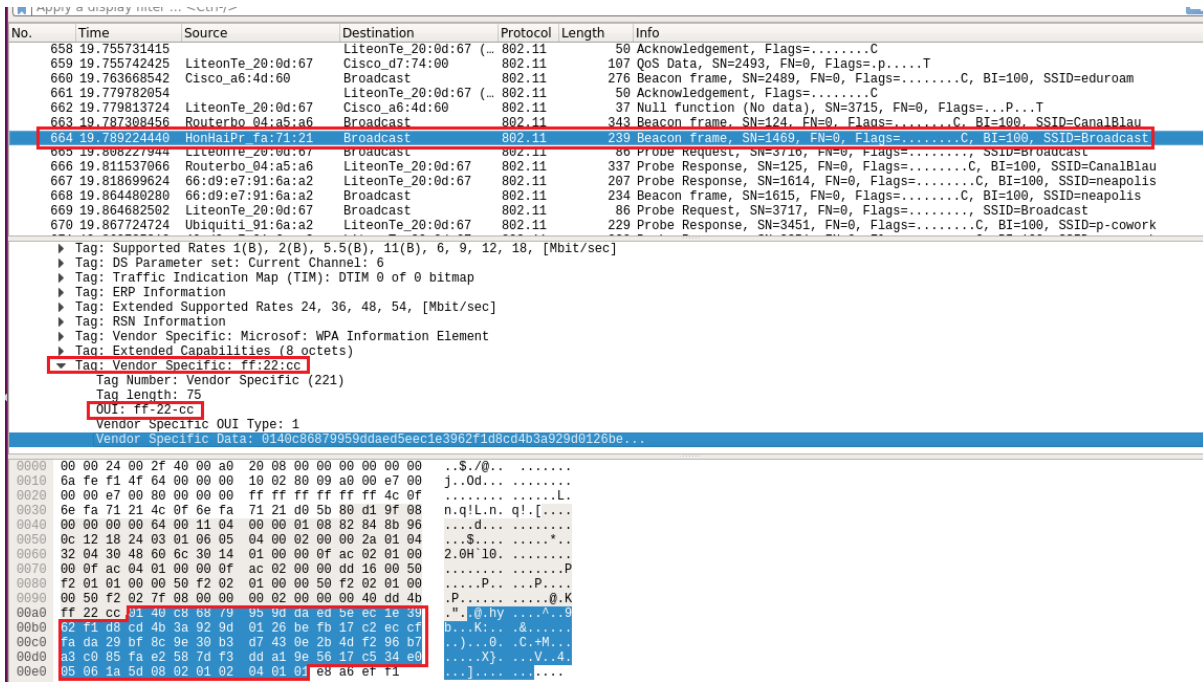 Apply a display filter ... <Ctrl-/>
No. Time Source Destination Protocol Length Info
658 19.755731415 LiteonTe_20:0d:67 (… 802.11 50 Acknowledgement, Flags=........C
659 19.755742425 LiteonTe_20:0d:67 Cisco_d7:74:00 802.11 107 QoS Data, SN=2493, FN=0, Flags=.p.....T
660 19.763668542 Cisco_a6:4d:60 Broadcast 802.11 276 Beacon frame, SN=2489, FN=0, Flags=........C, BI=100, SSID=eduroam
661 19.779782054 LiteonTe_20:0d:67 (… 802.11 50 Acknowledgement, Flags=........C
662 19.779813724 LiteonTe_20:0d:67 Cisco_a6:4d:60 802.11 37 Null function (No data), SN=3715, FN=0, Flags=...P...T
663 19.787308456 Routerbo_04:a5:a6 Broadcast 802.11 343 Beacon frame, SN=124, FN=0, Flags=........C, BI=100, SSID=CanalBlau
664 19.789224440 HonHaiPr_fa:71:21 Broadcast 802.11 239 Beacon frame, SN=1469, FN=0, Flags=........C, BI=100, SSID=Broadcast
665 19.808227944 LiteonTe_20:0d:67 Broadcast 802.11 86 Probe Request, SN=3716, FN=0, Flags=........, SSID=Broadcast
666 19.811537066 Routerbo_04:a5:a6 LiteonTe_20:0d:67 802.11 337 Probe Response, SN=125, FN=0, Flags=........C, BI=100, SSID=CanalBlau
667 19.818699624 66:d9:e7:91:6a:a2 LiteonTe_20:0d:67 802.11 207 Probe Response, SN=1614, FN=0, Flags=........C, BI=100, SSID=neapolis
668 19.864480280 66:d9:e7:91:6a:a2 Broadcast 802.11 234 Beacon frame, SN=1615, FN=0, Flags=........C, BI=100, SSID=neapolis
669 19.864682502 LiteonTe_20:0d:67 Broadcast 802.11 86 Probe Request, SN=3717, FN=0, Flags=........, SSID=Broadcast
670 19.867724724 Ubiquiti_91:6a:a2 LiteonTe_20:0d:67 802.11 229 Probe Response, SN=3451, FN=0, Flags=........C, BI=100, SSID=p-cowork
Tag: Supported Rates 1(B), 2(B), 5.5(B), 11(B), 6, 9, 12, 18, [Mbit/sec]
Tag: DS Parameter set: Current Channel: 6
Tag: Traffic Indication Map (TIM): DTIM 0 of 0 bitmap
Tag: ERP Information
Tag: Extended Supported Rates 24, 36, 48, 54, [Mbit/sec]
Tag: RSN Information
Tag: Vendor Specific: Microsof: WPA Information Element
Tag: Extended Capabilities (8 octets)
Tag: Vendor Specific: ff:22:cc
Tag Number: Vendor Specific (221)
Tag length: 75
OUI: ff-22-cc
Vendor Specific OUI Type: 1
Vendor Specific Data: 0140c86879959ddaed5eec1e3962f1d8cd4b3a929d0126be...
0000 00 00 24 00 2f 40 00 a0 20 08 00 00 00 00 00 00 ..$./@.. .......
0010 6a fe f1 4f 64 00 00 00 10 02 80 09 a0 00 e7 00 j..Od... ........
0020 00 00 e7 00 80 00 00 00 ff ff ff ff ff ff 4c 0f ........ ......L.
0030 6e fa 71 21 4c 0f 6e fa 71 21 d0 5b 80 d1 9f 08 n.q!L.n. q!.[....
0040 00 00 00 00 64 00 11 04 00 00 01 08 82 84 8b 96 ....d... ........
0050 0c 12 18 24 03 01 06 05 04 00 02 00 00 2a 01 04 ...$.... .....*..
0060 32 04 30 48 60 6c 30 14 01 00 00 0f ac 02 01 00 2.0H`l0. ........
0070 00 0f ac 04 01 00 00 0f ac 02 00 00 dd 16 00 50 ........ .......P
0080 f2 01 01 00 00 50 f2 02 01 00 00 50 f2 02 01 00 .....P.. ...P....
0090 00 50 f2 02 7f 08 00 00 00 02 00 00 00 40 dd 4b .P...... .....@.K
00a0 ff 22 cc 01 40 c8 68 79 95 9d da ed 5e ec 1e 39 ."..@.hy ....^..9
00b0 62 f1 d8 cd 4b 3a 92 9d 01 26 be fb 17 c2 ec cf b...K:.. .&......
00c0 fa da 29 bf 8c 9e 30 b3 d7 43 0e 2b 4d f2 96 b7 ..)...0. .C.+M...
00d0 a3 c0 85 fa e2 58 7d f3 dd a1 9e 56 17 c5 34 e0 .....X}. ...V..4.
00e0 05 06 1a 5d 08 02 01 02 04 01 01 e8 a6 ef f1 ...].... .......